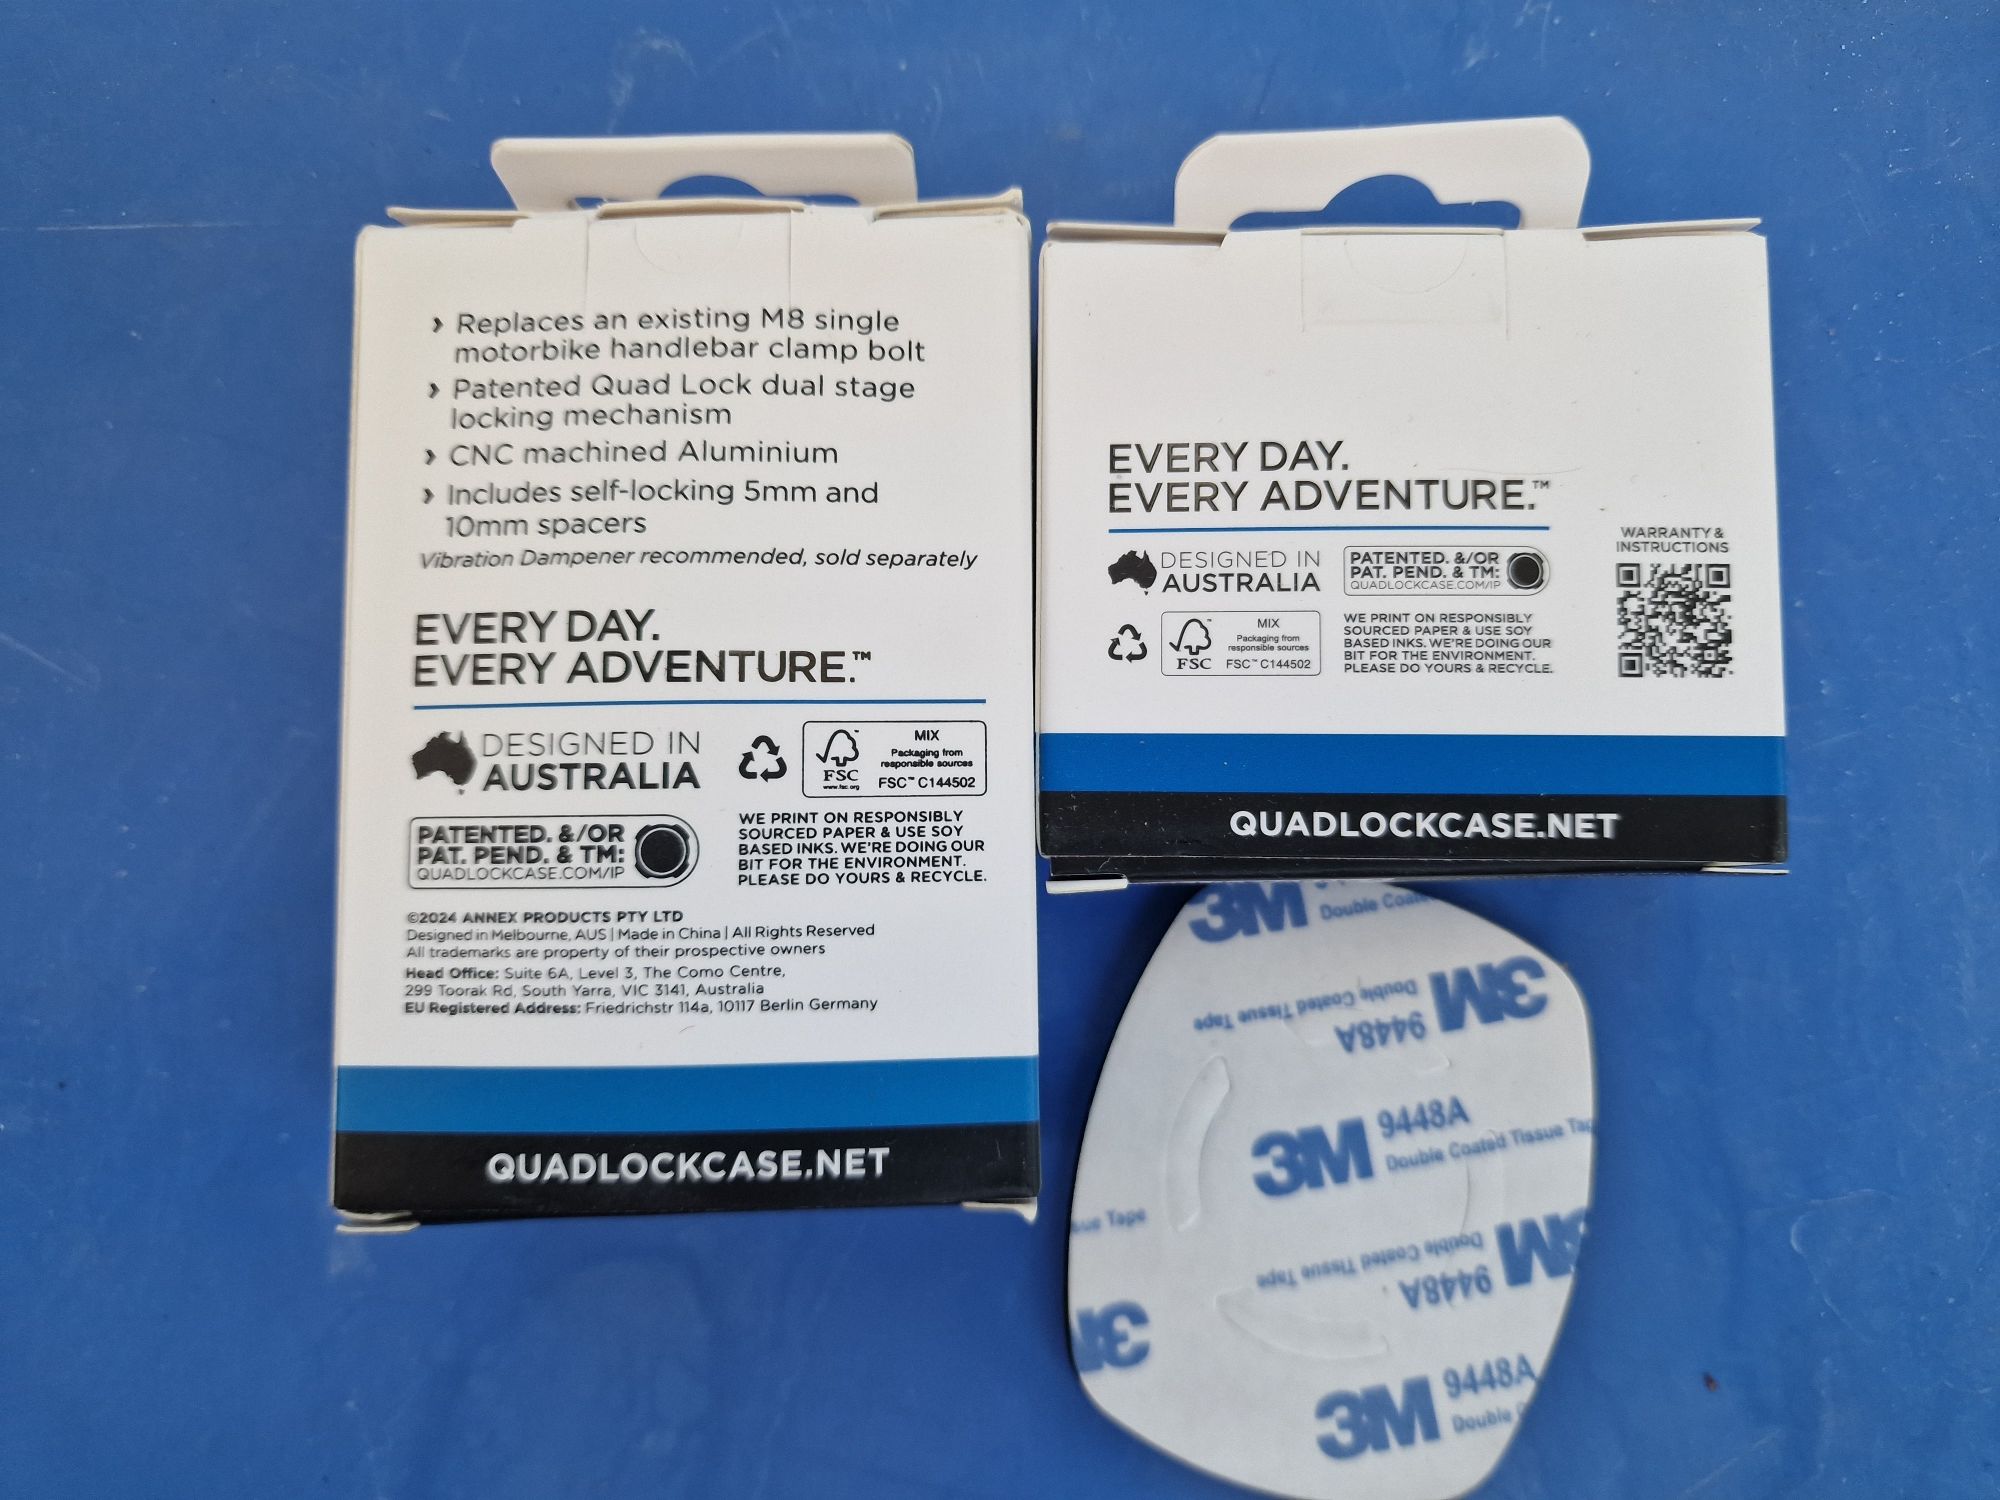 › Replaces an existing M8 single
motorbike handlebar clamp bolt
› Patented Quad Lock dual stage
locking mechanism
› CNC machined Aluminium
› Includes self-locking 5mm and
10mm spacers
Vibration Dampener recommended, sold separately
EVERY DAY.
EVERY ADVENTURE.™
DESIGNED IN
AUSTRALIA
FSC
www.fsc.org
MIX
Packaging from
responsible sources
FSC™ C144502
PATENTED. &/OR
PAT. PEND. & TM:
QUADLOCKCASE.COM/IP
WE PRINT ON RESPONSIBLY
SOURCED PAPER & USE SOY
BASED INKS. WE'RE DOING OUR
BIT FOR THE ENVIRONMENT.
PLEASE DO YOURS & RECYCLE.
©2024 ANNEX PRODUCTS PTY LTD
Designed in Melbourne, AUS | Made in China | All Rights Reserved
All trademarks are property of their prospective owners
Head Office: Suite 6A, Level 3, The Como Centre,
299 Toorak Rd, South Yarra, VIC 3141, Australia
EU Registered Address: Friedrichstr 114a, 10117 Berlin Germany
QUADLOCKCASE.NET
EVERY DAY.
EVERY ADVENTURE.™
DESIGNED IN
AUSTRALIA
PATENTED. &/OR
PAT. PEND. & TM:
QUADLOCKCASE.COM/IP
FSC
MIX
Packaging from
responsible sources
FSC™ C144502
WE PRINT ON RESPONSIBLY
SOURCED PAPER & USE SOY
BASED INKS. WE'RE DOING OUR
BIT FOR THE ENVIRONMENT.
PLEASE DO YOURS & RECYCLE.
WARRANTY &
INSTRUCTIONS
QUADLOCKCASE.NET
3M Double
3M 9448A
Double Coated Tissue Tape
3M 9448A
Double Coated Tissue Tap
Tape
3M 9448A
Double Coated Tissue Tape
3M
3M 9448A
Double